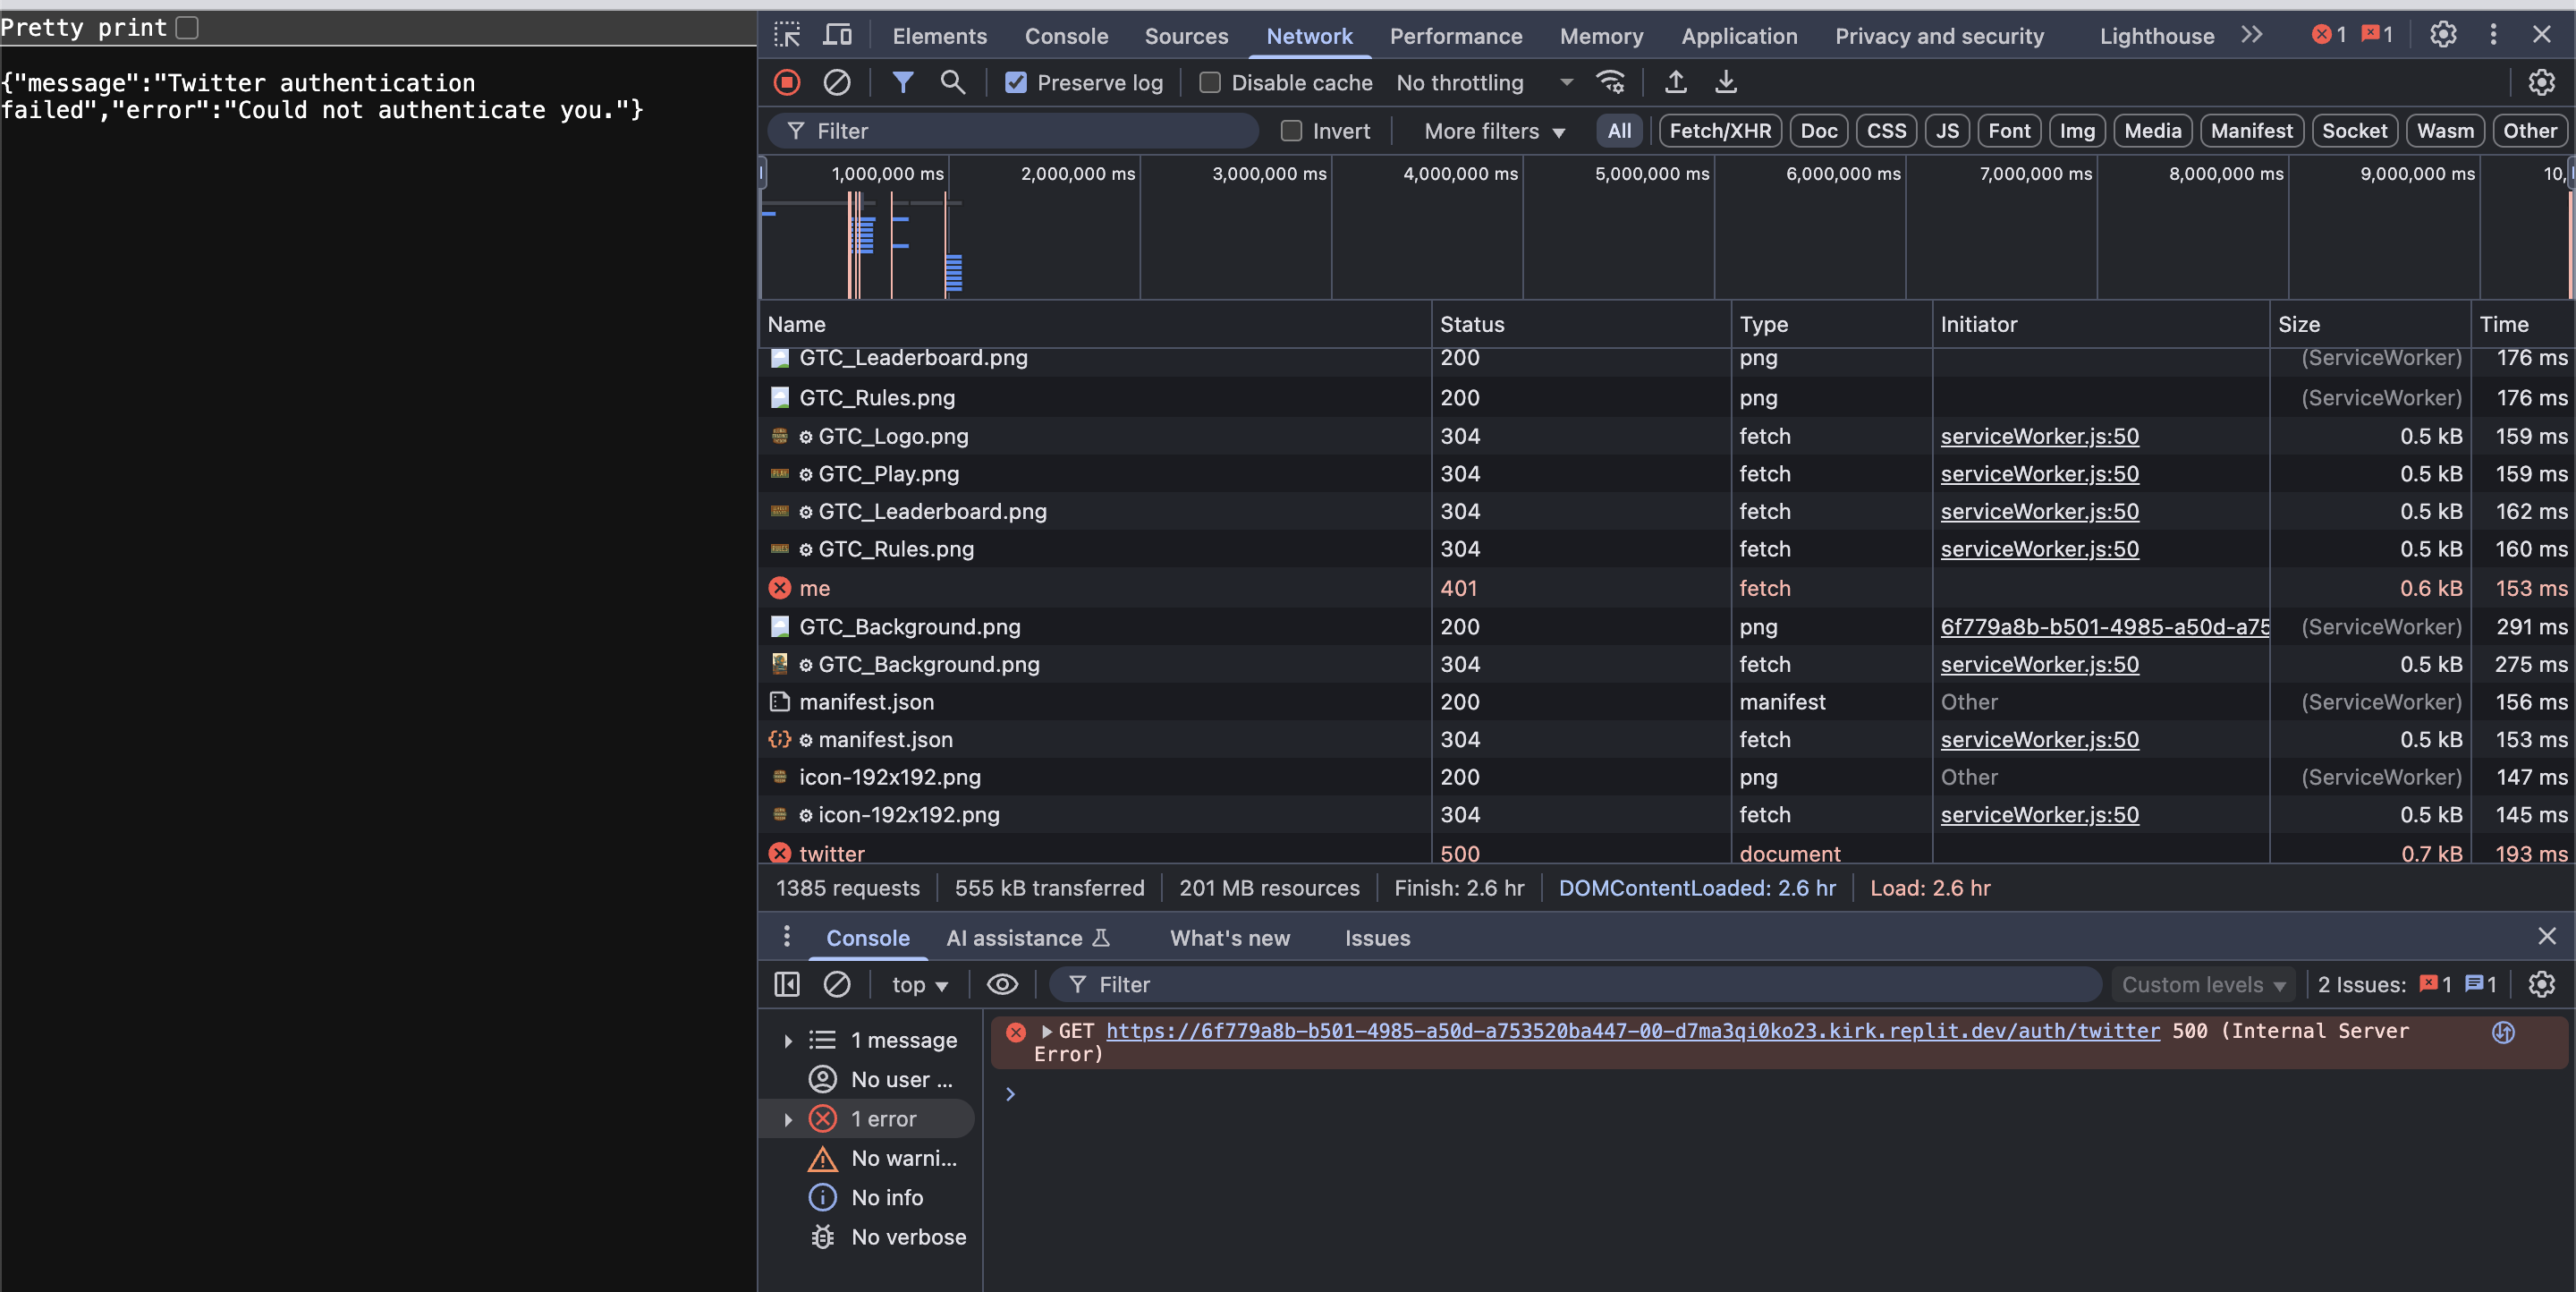 Pretty print
{"message":"Twitter authentication
failed","error":"Could not authenticate you."}
Elements Console Sources Network Performance Memory Application Privacy and security Lighthouse 1 1
Preserve log Disable cache No throttling
Filter Invert More filters All Fetch/XHR Doc CSS JS Font Img Media Manifest Socket Wasm Other
1,000,000 ms 2,000,000 ms 3,000,000 ms 4,000,000 ms 5,000,000 ms 6,000,000 ms 7,000,000 ms 8,000,000 ms 9,000,000 ms 10,
Name Status Type Initiator Size Time
GTC_Leaderboard.png 200 png (ServiceWorker) 176 ms
GTC_Rules.png 200 png (ServiceWorker) 176 ms
GTC_Logo.png 304 fetch serviceWorker.js:50 0.5 kB 159 ms
GTC_Play.png 304 fetch serviceWorker.js:50 0.5 kB 159 ms
GTC_Leaderboard.png 304 fetch serviceWorker.js:50 0.5 kB 162 ms
GTC_Rules.png 304 fetch serviceWorker.js:50 0.5 kB 160 ms
me 401 fetch 0.6 kB 153 ms
GTC_Background.png 200 png 6f779a8b-b501-4985-a50d-a75 (ServiceWorker) 291 ms
GTC_Background.png 304 fetch serviceWorker.js:50 0.5 kB 275 ms
manifest.json 200 manifest Other (ServiceWorker) 156 ms
manifest.json 304 fetch serviceWorker.js:50 0.5 kB 153 ms
icon-192x192.png 200 png Other (ServiceWorker) 147 ms
icon-192x192.png 304 fetch serviceWorker.js:50 0.5 kB 145 ms
twitter 500 document 0.7 kB 193 ms
1385 requests 555 kB transferred 201 MB resources Finish: 2.6 hr DOMContentLoaded: 2.6 hr Load: 2.6 hr
Console AI assistance What's new Issues
top Filter Custom levels 2 Issues: 1 1
1 message
No user ...
1 error
No warni...
No info
No verbose
GET https://6f779a8b-b501-4985-a50d-a753520ba447-00-d7ma3qi0ko23.kirk.replit.dev/auth/twitter 500 (Internal Server
Error)